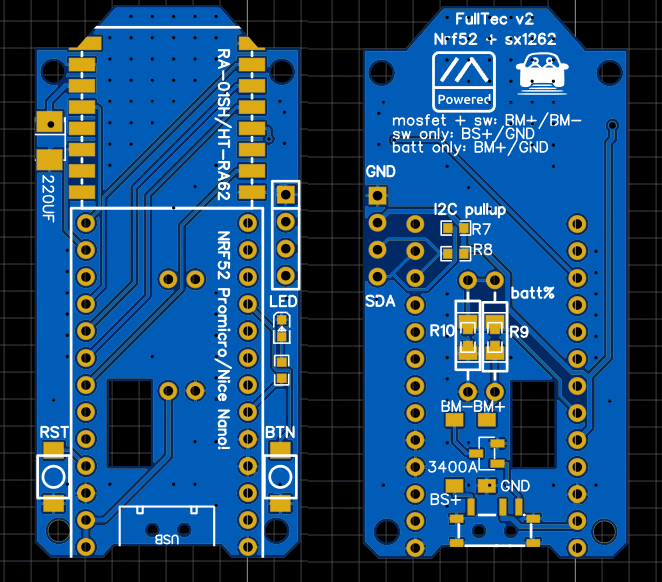 RA-01SH/HT-RA62
220UF
NRF52 Promicro/Nice Nano!
LED
RST
BTN
USB
FullTec v2
Nrf52 + sx1262
Powered
mosfet + sw: BM+/BM-
sw only: BS+/GND
batt only: BM+/GND
GND
I2C pullup
R7
R8
SDA
batt%
R10
R9
BM-BM+
3400A
GND
BS+